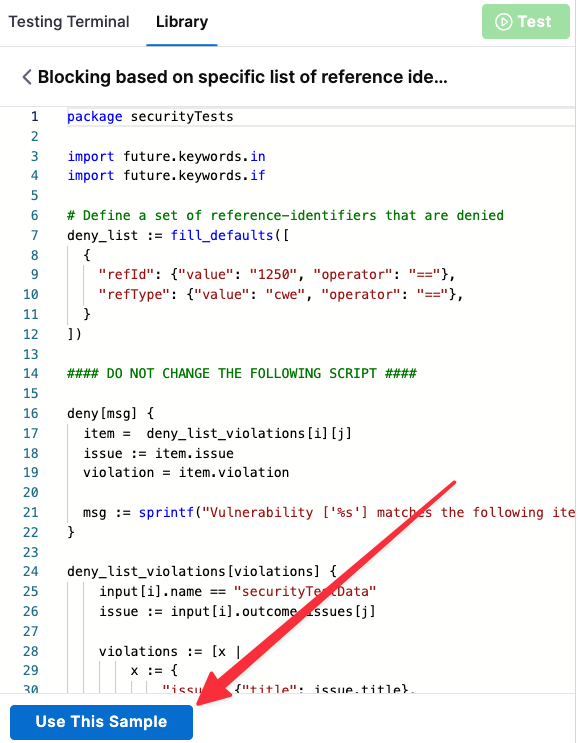 Testing Terminal Library Test
Blocking based on specific list of reference ide...
1 package securityTests
2
3 import future.keywords.in
4 import future.keywords.if
5
6 # Define a set of reference-identifiers that are denied
7 deny_list := fill_defaults([
8 {
9 "refId": {"value": "1250", "operator": "=="},
10 "refType": {"value": "cwe", "operator": "=="},
11 }
12 ])
13
14 #### DO NOT CHANGE THE FOLLOWING SCRIPT ####
15
16 deny[msg] {
17 item = deny_list_violations[i][j]
18 issue := item.issue
19 violation = item.violation
20
21 msg := sprintf("Vulnerability ['%s'] matches the following ite
22 }
23
24 deny_list_violations[violations] {
25 input[i].name == "securityTestData"
26 issue := input[i].outcome.issues[j]
27
28 violations := [x |
29 x := {
30 {"title": issue.title},
Use This Sample